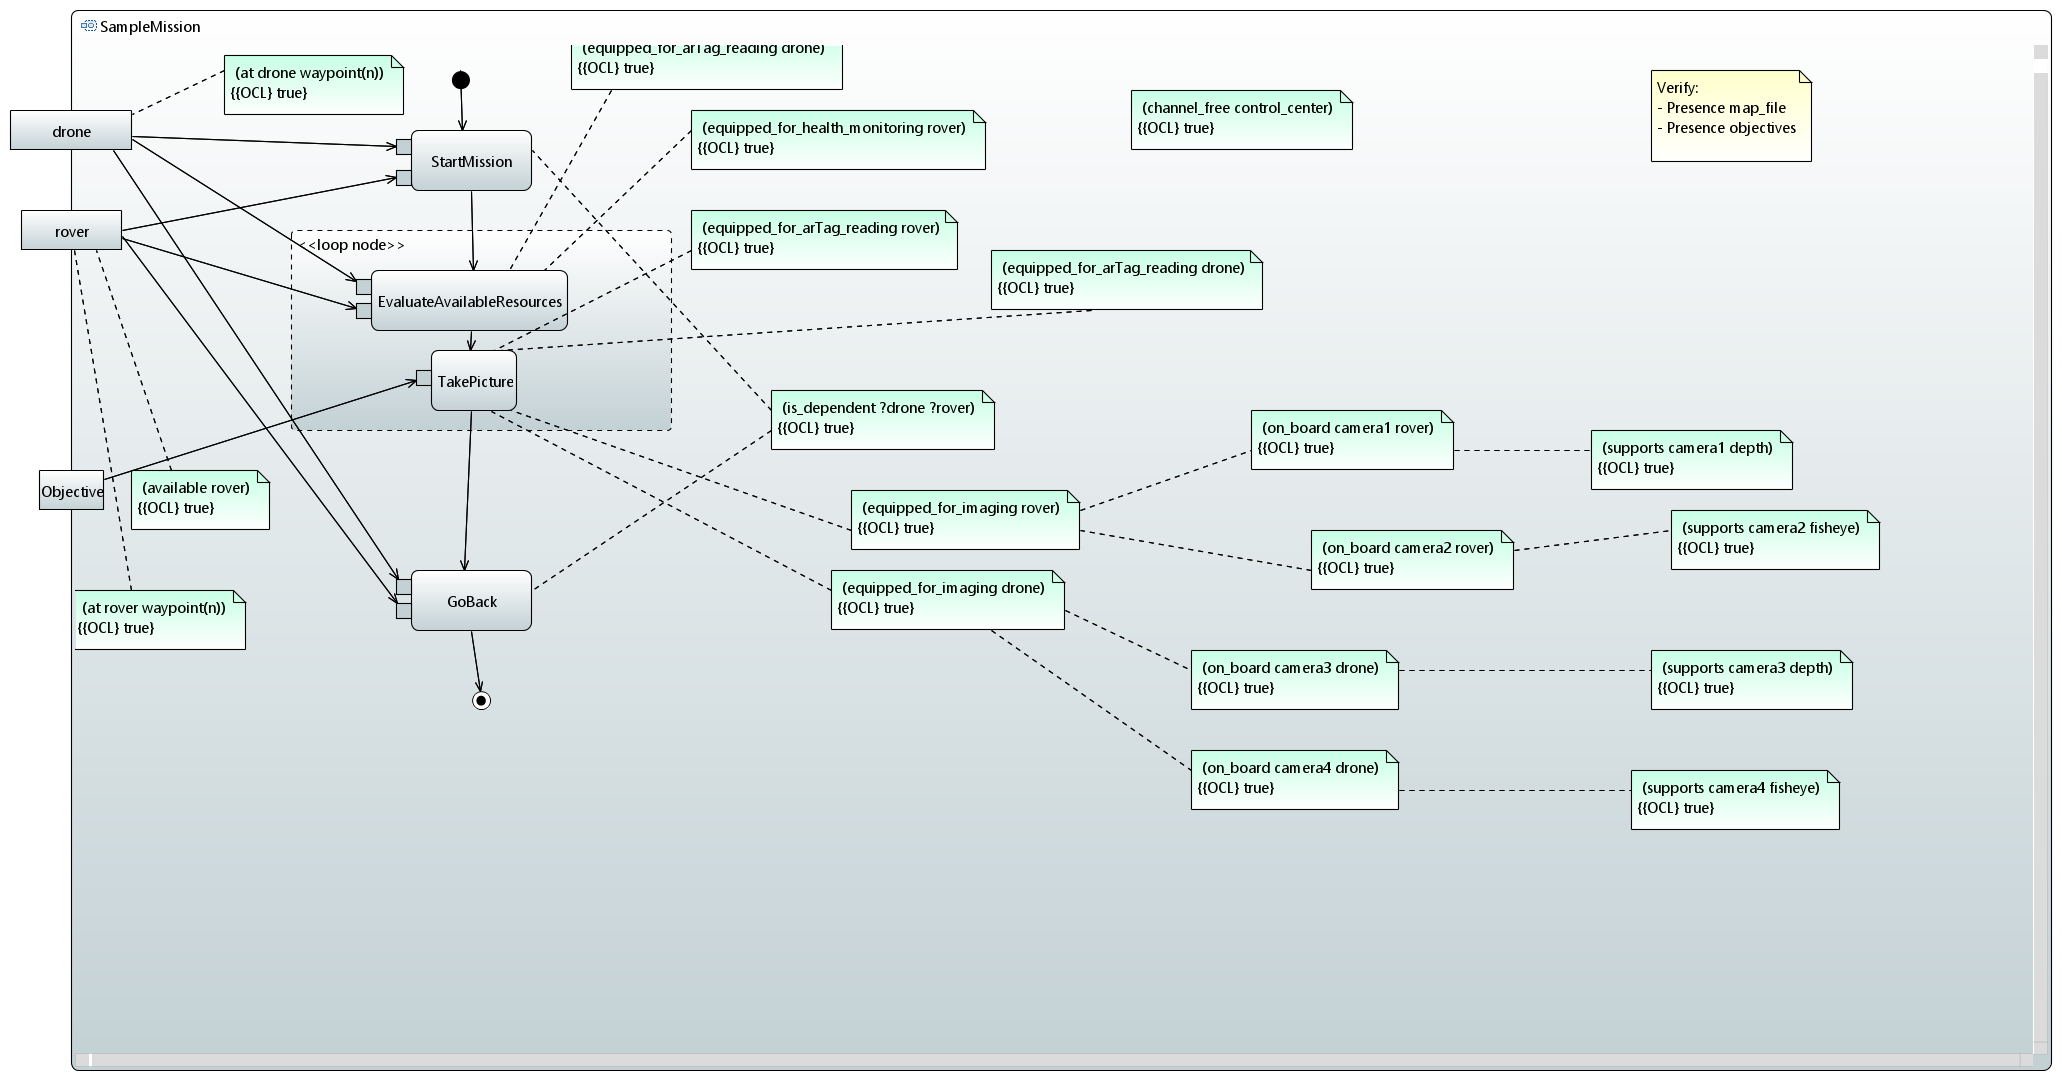 SampleMission
(equipped_for_arTag_reading drone)
{{OCL} true}
(at drone waypoint(n))
{{OCL} true}
Verify:
- Presence map_file
- Presence objectives
(channel_free control_center)
{{OCL} true}
drone
StartMission
(equipped_for_health_monitoring rover)
{{OCL} true}
rover
<<loop node>>
(equipped_for_arTag_reading rover)
{{OCL} true}
(equipped_for_arTag_reading drone)
{{OCL} true}
EvaluateAvailableResources
TakePicture
(is_dependent ?drone ?rover)
{{OCL} true}
(on_board camera1 rover)
{{OCL} true}
(supports camera1 depth)
{{OCL} true}
Objective
(available rover)
{{OCL} true}
(equipped_for_imaging rover)
{{OCL} true}
(on_board camera2 rover)
{{OCL} true}
(supports camera2 fisheye)
{{OCL} true}
(at rover waypoint(n))
{{OCL} true}
GoBack
(equipped_for_imaging drone)
{{OCL} true}
(on_board camera3 drone)
{{OCL} true}
(supports camera3 depth)
{{OCL} true}
(on_board camera4 drone)
{{OCL} true}
(supports camera4 fisheye)
{{OCL} true}